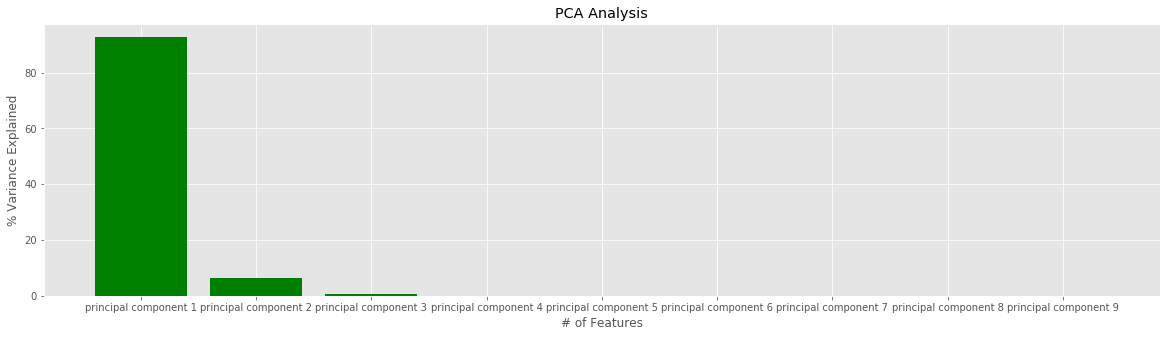 PCA Analysis
% Variance Explained
80
60
40
20
0
principal component 1 principal component 2 principal component 3 principal component 4 principal component 5 principal component 6 principal component 7 principal component 8 principal component 9
# of Features